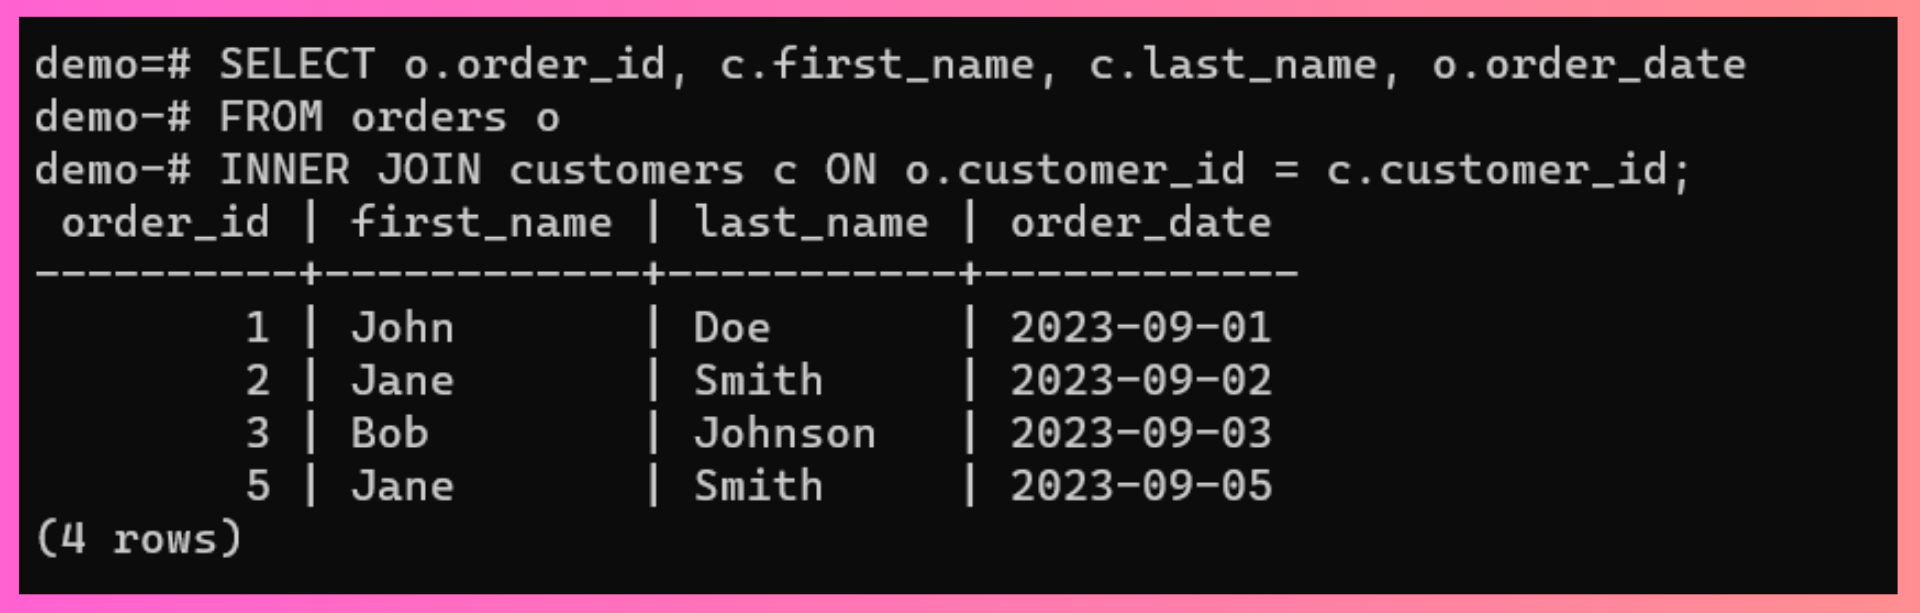 demo=# SELECT o.order_id, c.first_name, c.last_name, o.order_date
demo-# FROM orders o
demo-# INNER JOIN customers c ON o.customer_id = c.customer_id;
 order_id | first_name | last_name | order_date
----------+------------+-----------+------------
        1 | John       | Doe       | 2023-09-01
        2 | Jane       | Smith     | 2023-09-02
        3 | Bob        | Johnson   | 2023-09-03
        5 | Jane       | Smith     | 2023-09-05
(4 rows)